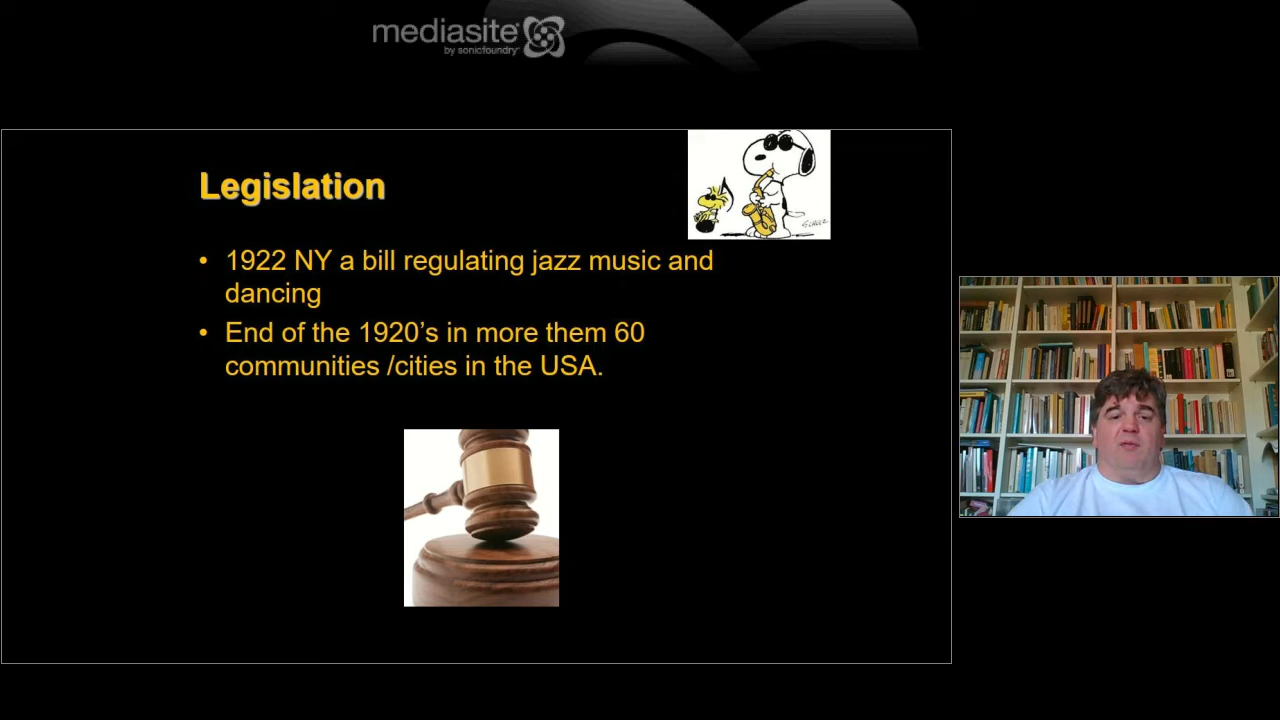 mediasite
by sonicfoundry
Legislation
• 1922 NY a bill regulating jazz music and
dancing
• End of the 1920’s in more them 60
communities /cities in the USA.